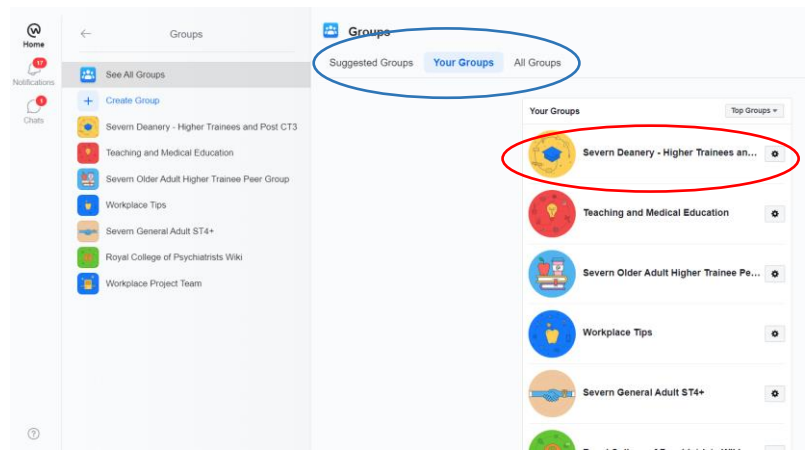 Home
17
Notifications
1
Chats
Groups
See All Groups
Create Group
Severn Deanery - Higher Trainees and Post CT3
Teaching and Medical Education
Severn Older Adult Higher Trainee Peer Group
Workplace Tips
Severn General Adult ST4+
Royal College of Psychiatrists Wiki
Workplace Project Team
Groups
Suggested Groups Your Groups All Groups
Your Groups Top Groups
Severn Deanery - Higher Trainees an...
Teaching and Medical Education
Severn Older Adult Higher Trainee Pe...
Workplace Tips
Severn General Adult ST4+